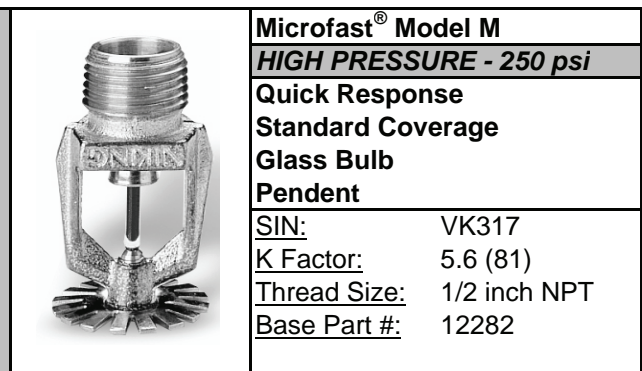 VIKING
Microfast® Model M
HIGH PRESSURE - 250 psi
Quick Response
Standard Coverage
Glass Bulb
Pendent
SIN: VK317
K Factor: 5.6 (81)
Thread Size: 1/2 inch NPT
Base Part #: 12282